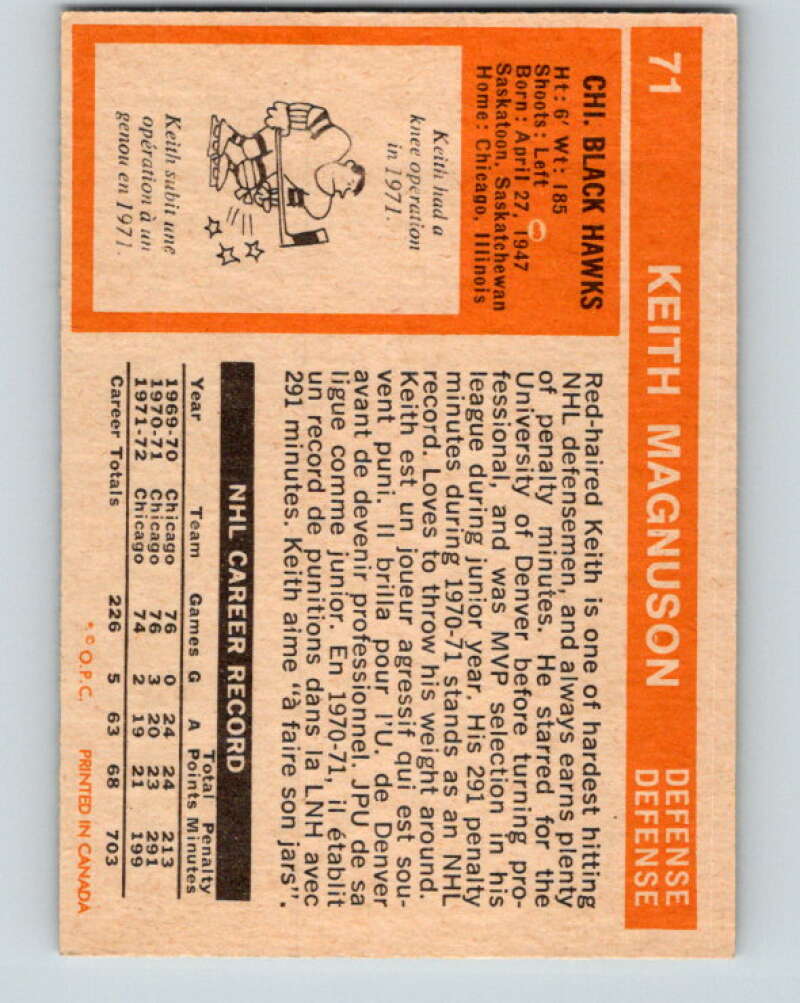 71 KEITH MAGNUSON DEFENSE
DEFENSE
CHI. BLACK HAWKS
Ht: 6' Wt: 185
Shoots: Left
Born: April 27, 1947
Saskatoon, Saskatchewan
Home: Chicago, Illinois
Keith had a
knee operation
in 1971.
Keith subit une
opération à un
genou en 1971.
Red-haired Keith is one of hardest hitting
NHL defensemen, and always earns plenty
of penalty minutes. He starred for the
University of Denver before turning pro-
fessional, and was MVP selection in his
league during junior year. His 291 penalty
minutes during 1970-71 stands as an NHL
record. Loves to throw his weight around.
Keith est un joueur agressif qui est sou-
vent puni. Il brilla pour l'U. de Denver
avant de devenir professionnel. JPU de sa
ligue comme junior. En 1970-71, il établit
un record de punitions dans la LNH avec
291 minutes. Keith aime "à faire son jars".
NHL CAREER RECORD
Total Penalty
Year Team Games G A Points Minutes
1969-70 Chicago 76 0 24 24 213
1970-71 Chicago 76 3 20 23 291
1971-72 Chicago 74 2 19 21 199
Career Totals 226 5 63 68 703
* © O.P.C. PRINTED IN CANADA